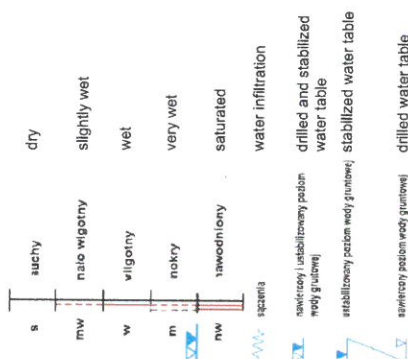 s suchy dry
mw mało wilgotny slightly wet
w wilgotny wet
m mokry very wet
nw nawodniony saturated
sączenia water infiltration
nawiercony i ustabilizowany poziom
wody gruntowej
drilled and stabilized
water table
ustabilizowany poziom wody gruntowej stabilized water table
nawiercony poziom wody gruntowej drilled water table